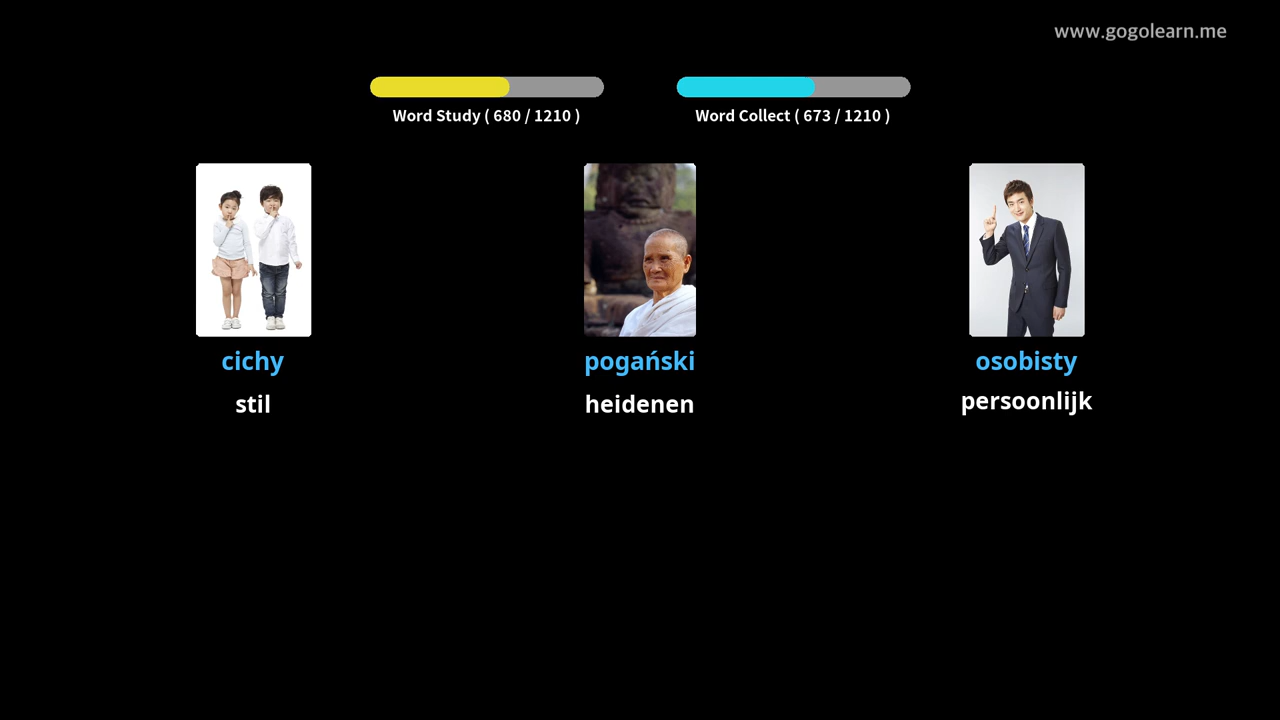 www.gogolearn.me
Word Study ( 680 / 1210 )
Word Collect ( 673 / 1210 )
cichy
pogański
osobisty
stil
heidenen
persoonlijk